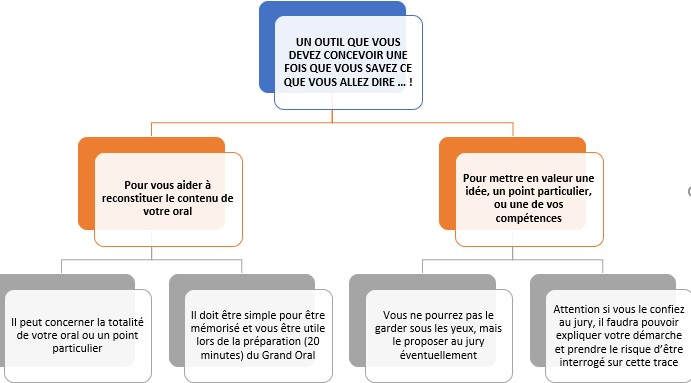 UN OUTIL QUE VOUS
DEVEZ CONCEVOIR UNE
FOIS QUE VOUS SAVEZ CE
QUE VOUS ALLEZ DIRE … !
Pour vous aider à
reconstituer le contenu de
votre oral
Pour mettre en valeur une
idée, un point particulier,
ou une de vos
compétences
Il peut concerner la totalité
de votre oral ou un point
particulier
Il doit être simple pour être
mémorisé et vous être utile
lors de la préparation (20
minutes) du Grand Oral
Vous ne pourrez pas le
garder sous les yeux, mais
le proposer au jury
éventuellement
Attention si vous le confiez
au jury, il faudra pouvoir
expliquer votre démarche
et prendre le risque d'être
interrogé sur cette trace